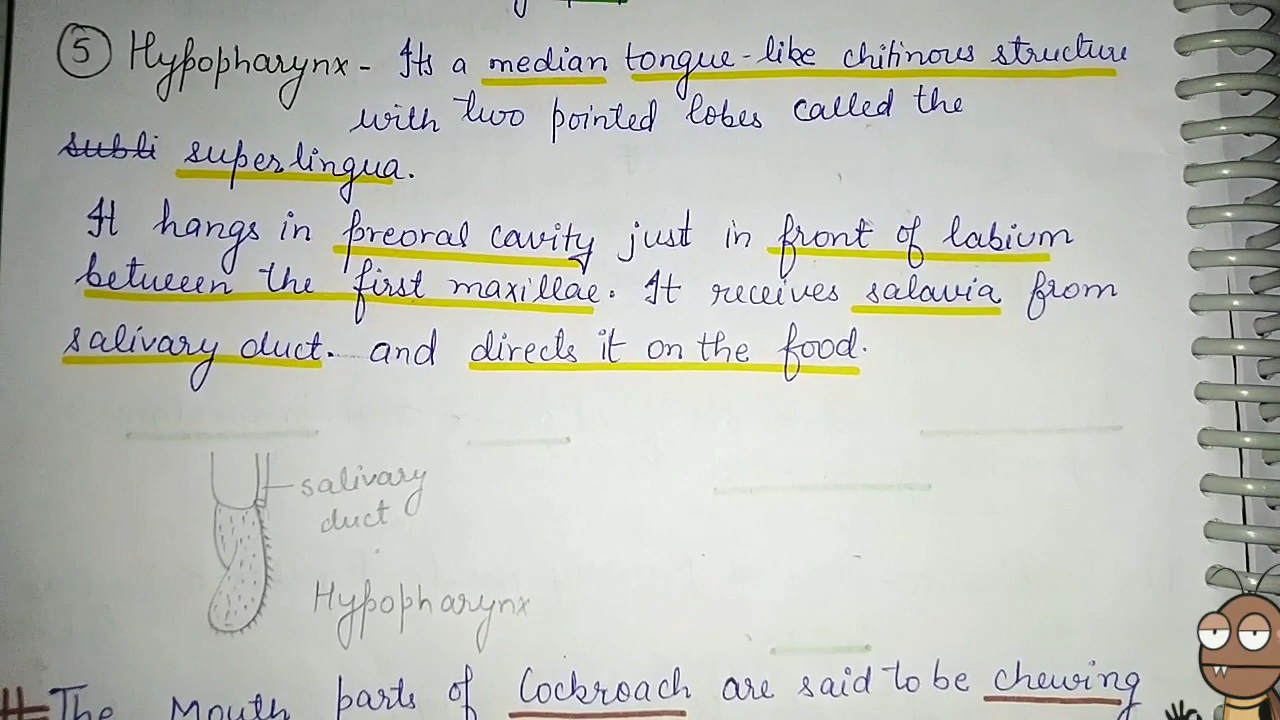 5 Hypopharynx - Its a median tongue-like chitinous structure
with two pointed lobes called the
subli superlingua.
It hangs in preoral cavity just in front of labium
between the first maxillae. It receives salavia from
salivary duct. and directs it on the food.
salivary
duct
Hypopharynx
# The Mouth parts of Cockroach are said to be chewing